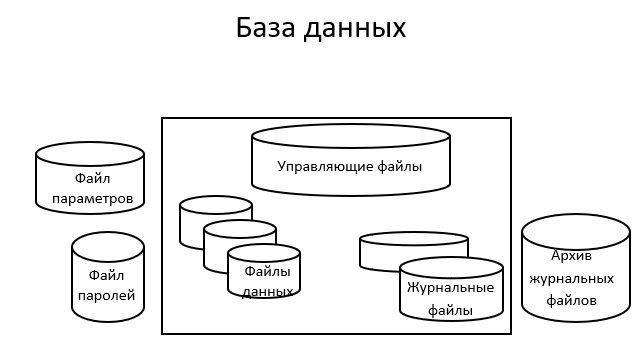 База данных
Управляющие файлы
Файл
параметров
Файл
паролей
Файлы
данных
Журнальные
файлы
Архив
журнальных
файлов